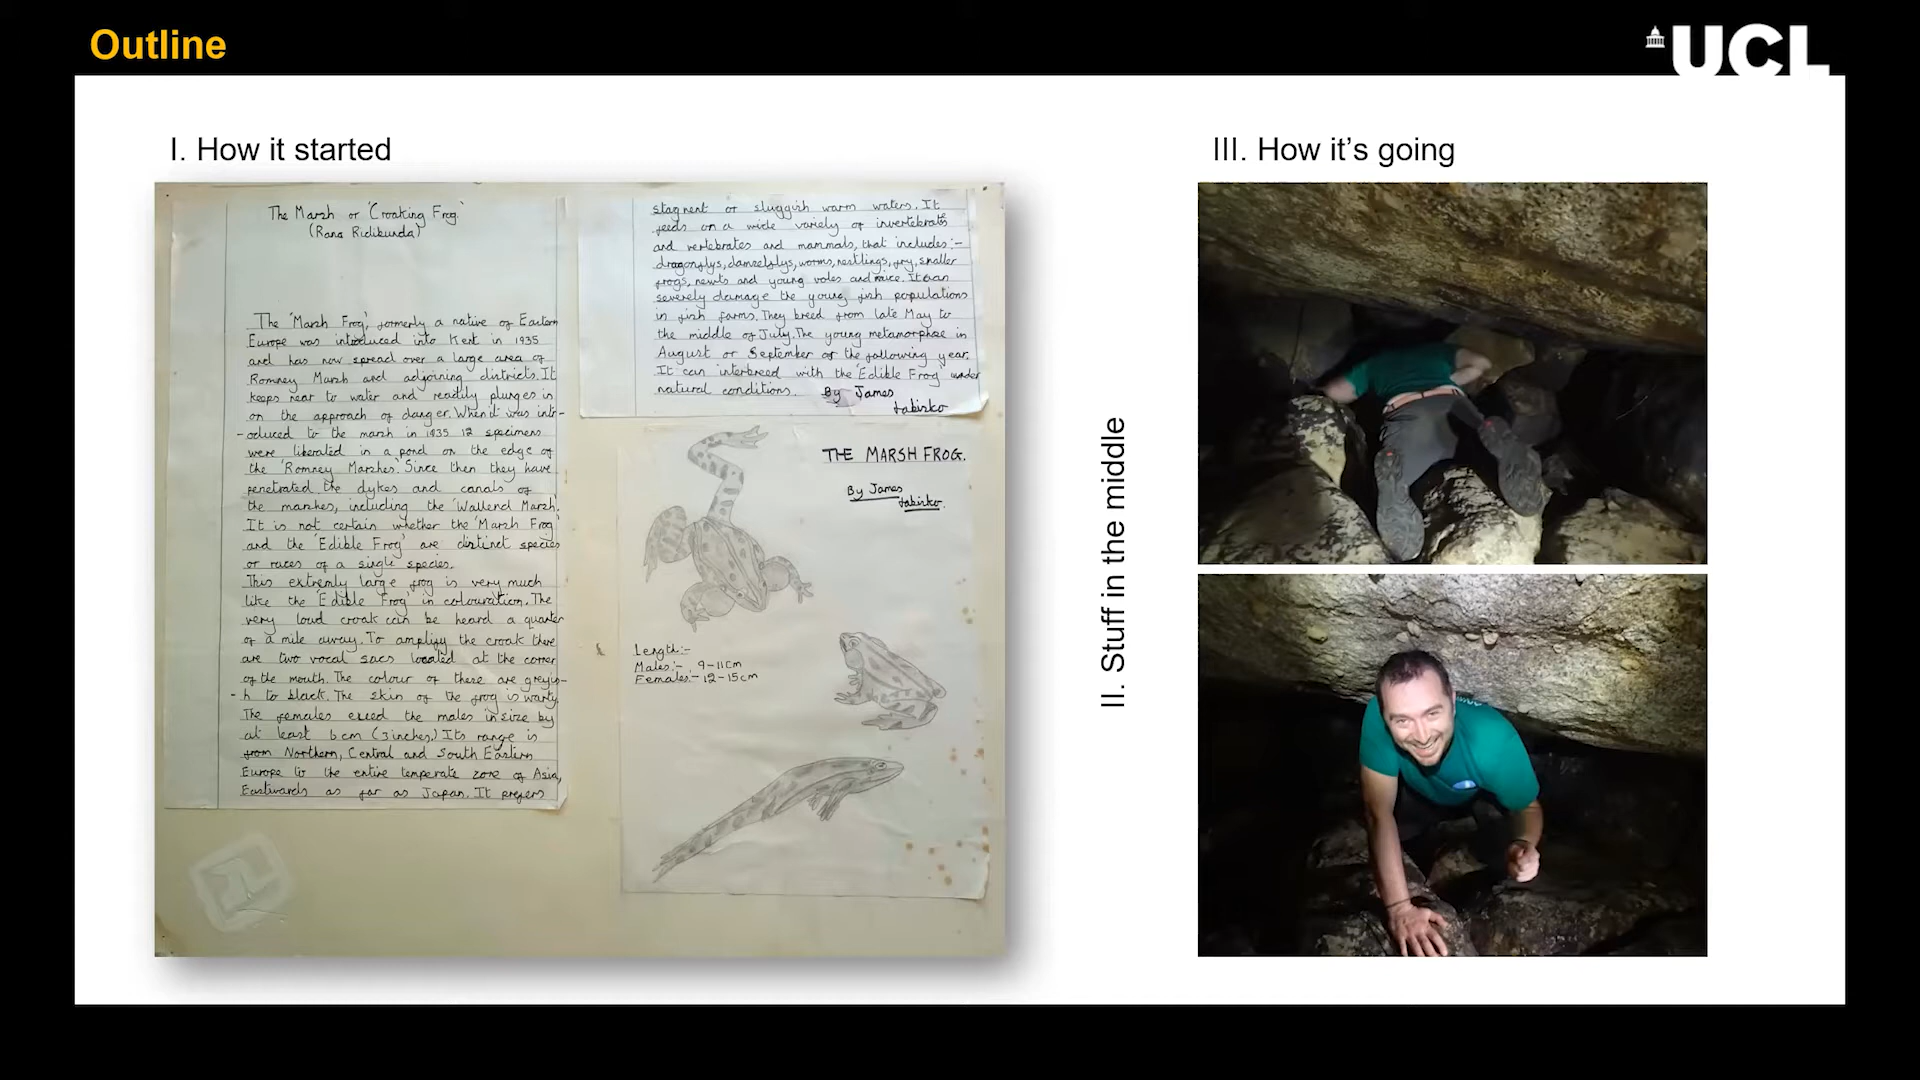 Outline
UCL
I. How it started
The Marsh or 'Croaking Frog.'
(Rana Ridibunda)
The 'Marsh Frog', formerly a native of Eastern
Europe was introduced into Kent in 1935
and has now spread over a large area of
Romney Marsh and adjoining districts. It
keeps near to water and readily plunges in
on the approach of danger. When it was intr-
-oduced to the marsh in 1935 12 specimens
were liberated in a pond on the edge of
the 'Romney Marshes'. Since then they have
penetrated the dykes and canals of
the marshes, including the 'Wallend Marsh'.
It is not certain whether the 'Marsh Frog'
and the 'Edible Frog' are distinct species
or races of a single species.
This extremly large frog is very much
like the 'Edible Frog' in colouration. The
very loud croak can be heard a quarter
of a mile away. To amplify the croak there
are two vocal sacs located at the corner
of the mouth. The colour of these are greyis-
-h to black. The skin of the frog is warty.
The females exceed the males in size by
at least 6cm (3inches.) Its range is
from Northern, Central and South Eastern
Europe to the entire temperate zone of Asia,
Eastwards as far as Japan. It prefers
stagnent or sluggish warm waters. It
feeds on a wide variety of invertebrats
and vertebrates and mammals, that includes:-
dragonflys, damzelflys, worms, nestlings, fry, smaller
frogs, newts and young voles and mice. It can
severely damage the young fish populations
in fish farms. They breed from late May to
the middle of July. The young metamorphse in
August or September of the following year.
It can interbreed with the 'Edible Frog' under
natural conditions. By James
Labisko
THE MARSH FROG.
By James
Labisko.
Length:-
Males:- 9-11cm
Females:- 12-15cm
II. Stuff in the middle
III. How it's going